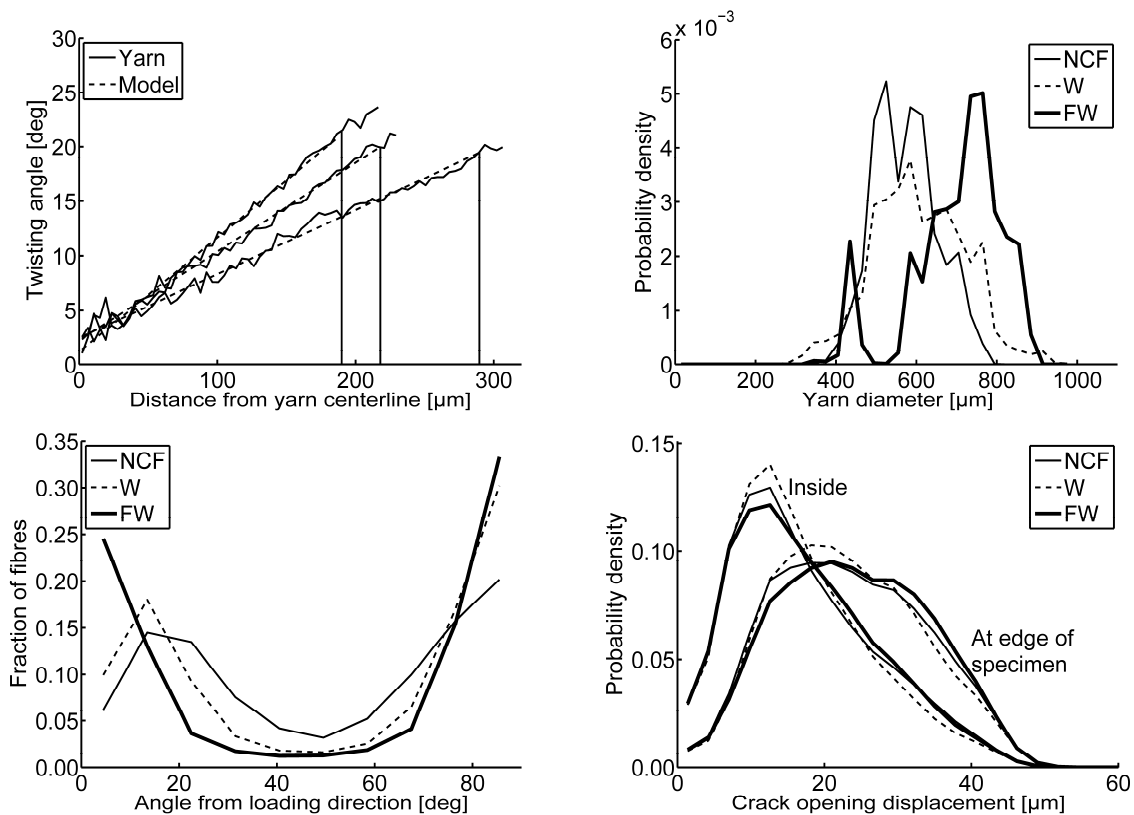 30
25
20
15
10
5
0
Twisting angle [deg]
Yarn
Model
0 100 200 300
Distance from yarn centerline [µm]
x 10⁻³
6
5
4
3
2
1
0
Probability density
NCF
W
FW
0 200 400 600 800 1000
Yarn diameter [µm]
0.35
0.30
0.25
0.20
0.15
0.10
0.05
0.00
Fraction of fibres
NCF
W
FW
0 20 40 60 80
Angle from loading direction [deg]
0.15
0.10
0.05
0.00
Probability density
NCF
W
FW
Inside
At edge of
specimen
0 20 40 60
Crack opening displacement [µm]